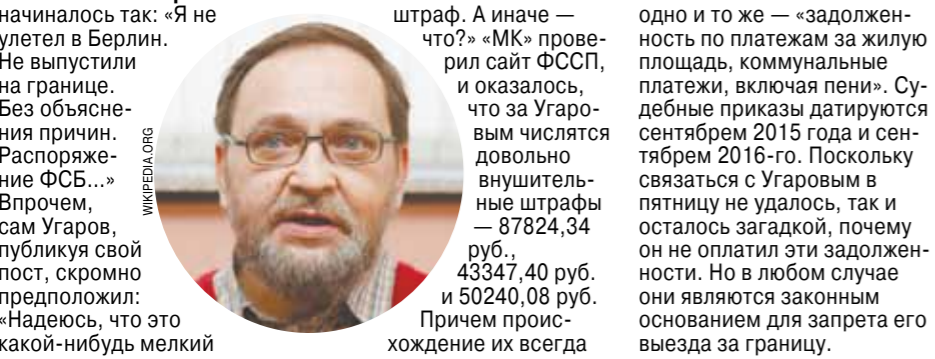 начиналось так: «Я не
улетел в Берлин.
Не выпустили
на границе.
Без объясне-
ния причин.
Распоряже-
ние ФСБ...»
Впрочем,
сам Угаров,
публикуя свой
пост, скромно
предположил:
«Надеюсь, что это
какой-нибудь мелкий
WIKIPEDIA.ORG
штраф. А иначе —
что?» «МК» прове-
рил сайт ФССП,
и оказалось,
что за Угаро-
вым числятся
довольно
внушитель-
ные штрафы
— 87824,34
руб.,
43347,40 руб.
и 50240,08 руб.
Причем проис-
хождение их всегда
одно и то же — «задолжен-
ность по платежам за жилую
площадь, коммунальные
платежи, включая пени». Су-
дебные приказы датируются
сентябрем 2015 года и сен-
тябрем 2016-го. Поскольку
связаться с Угаровым в
пятницу не удалось, так и
осталось загадкой, почему
он не оплатил эти задолжен-
ности. Но в любом случае
они являются законным
основанием для запрета его
выезда за границу.